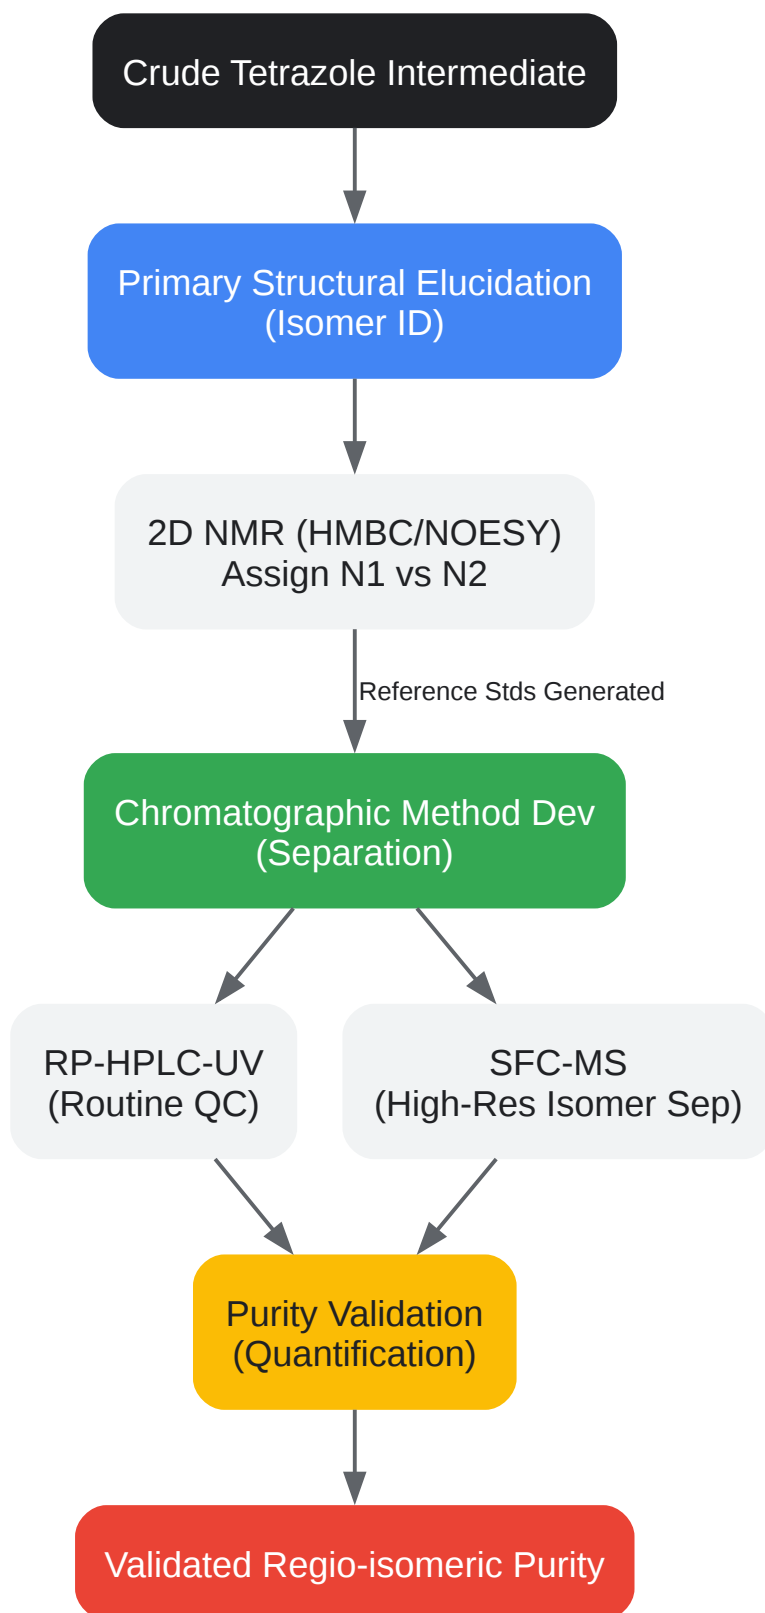 Crude Tetrazole Intermediate
Primary Structural Elucidation
(Isomer ID)
2D NMR (HMBC/NOESY)
Assign N1 vs N2
Reference Stds Generated
Chromatographic Method Dev
(Separation)
RP-HPLC-UV
(Routine QC)
SFC-MS
(High-Res Isomer Sep)
Purity Validation
(Quantification)
Validated Regio-isomeric Purity